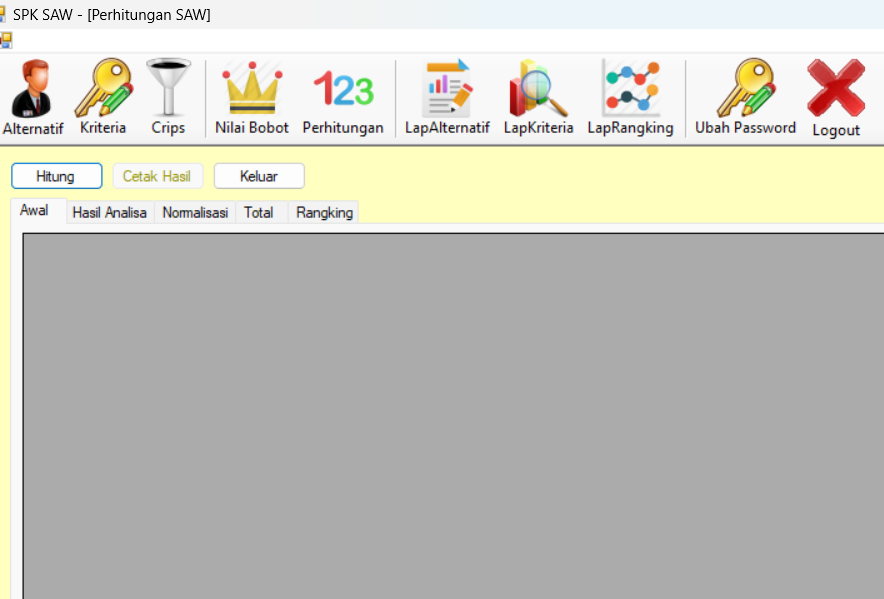 SPK SAW - [Perhitungan SAW]
Alternatif Kriteria Crips Nilai Bobot Perhitungan LapAlternatif LapKriteria LapRangking Ubah Password Logout
Hitung Cetak Hasil Keluar
Awal Hasil Analisa Normalisasi Total Rangking